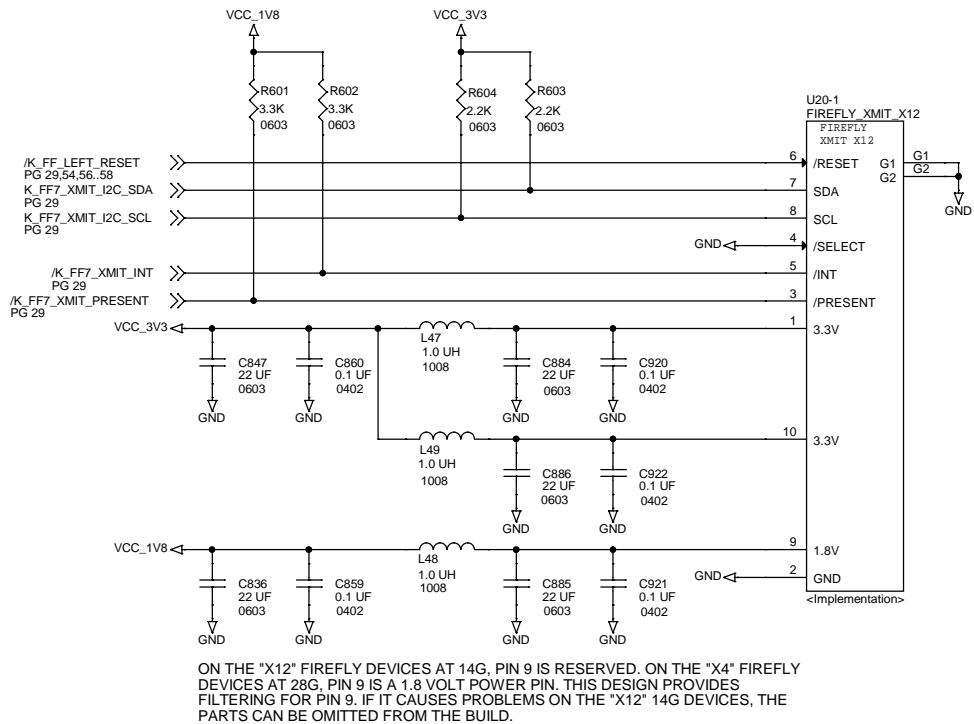 VCC_1V8
VCC_3V3
R601
3.3K
0603
R602
3.3K
0603
R604
2.2K
0603
R603
2.2K
0603
U20-1
FIREFLY_XMIT_X12
FIREFLY
XMIT X12
/K_FF_LEFT_RESET
PG 29,54,56..58
6
/RESET
G1
G1
G2
G2
GND
K_FF7_XMIT_I2C_SDA
PG 29
7
SDA
K_FF7_XMIT_I2C_SCL
PG 29
8
SCL
GND
4
/SELECT
/K_FF7_XMIT_INT
PG 29
5
/INT
/K_FF7_XMIT_PRESENT
PG 29
3
/PRESENT
VCC_3V3
1
3.3V
C847
22 UF
0603
GND
C860
0.1 UF
0402
GND
L47
1.0 UH
1008
C884
22 UF
0603
GND
C920
0.1 UF
0402
GND
10
3.3V
L49
1.0 UH
1008
C886
22 UF
0603
GND
C922
0.1 UF
0402
GND
VCC_1V8
9
1.8V
C836
22 UF
0603
GND
C859
0.1 UF
0402
GND
L48
1.0 UH
1008
C885
22 UF
0603
GND
C921
0.1 UF
0402
GND
GND
2
GND
<Implementation>
ON THE "X12" FIREFLY DEVICES AT 14G, PIN 9 IS RESERVED. ON THE "X4" FIREFLY
DEVICES AT 28G, PIN 9 IS A 1.8 VOLT POWER PIN. THIS DESIGN PROVIDES
FILTERING FOR PIN 9. IF IT CAUSES PROBLEMS ON THE "X12" 14G DEVICES, THE
PARTS CAN BE OMITTED FROM THE BUILD.